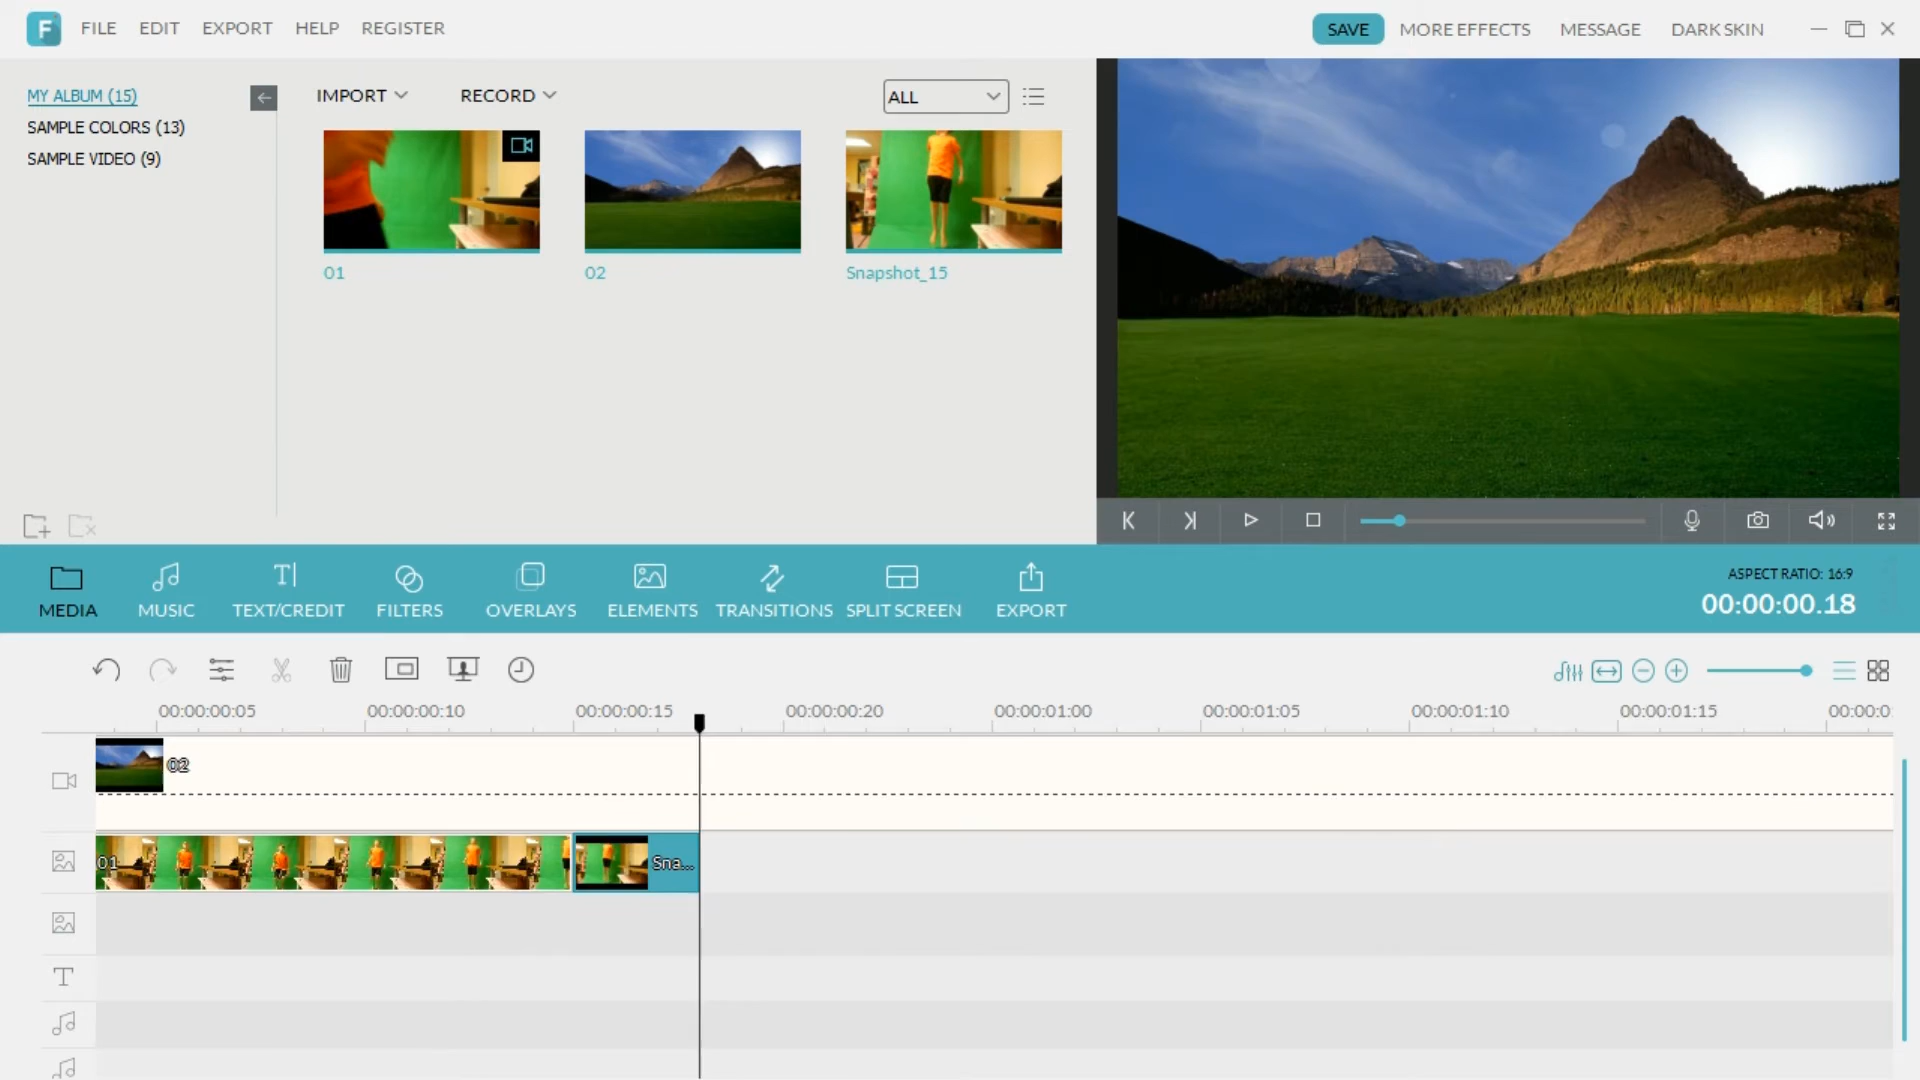 F FILE EDIT EXPORT HELP REGISTER SAVE MORE EFFECTS MESSAGE DARK SKIN
MY ALBUM (15) IMPORT RECORD ALL
SAMPLE COLORS (13)
SAMPLE VIDEO (9)
01 02 Snapshot_15
MEDIA MUSIC TEXT/CREDIT FILTERS OVERLAYS ELEMENTS TRANSITIONS SPLIT SCREEN EXPORT
ASPECT RATIO: 16:9
00:00:00.18
00:00:00:05 00:00:00:10 00:00:00:15 00:00:00:20 00:00:01:00 00:00:01:05 00:00:01:10 00:00:01:15 00:00:0
02
01 Sna...